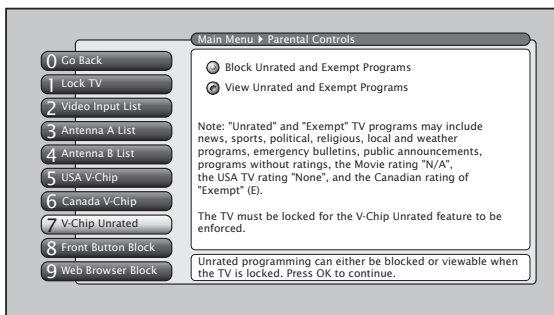 Main Menu ▸ Parental Controls
0 Go Back
1 Lock TV
2 Video Input List
3 Antenna A List
4 Antenna B List
5 USA V-Chip
6 Canada V-Chip
7 V-Chip Unrated
8 Front Button Block
9 Web Browser Block
Block Unrated and Exempt Programs
View Unrated and Exempt Programs
Note: "Unrated" and "Exempt" TV programs may include
news, sports, political, religious, local and weather
programs, emergency bulletins, public announcements,
programs without ratings, the Movie rating "N/A",
the USA TV rating "None", and the Canadian rating of
"Exempt" (E).
The TV must be locked for the V-Chip Unrated feature to be
enforced.
Unrated programming can either be blocked or viewable when
the TV is locked. Press OK to continue.